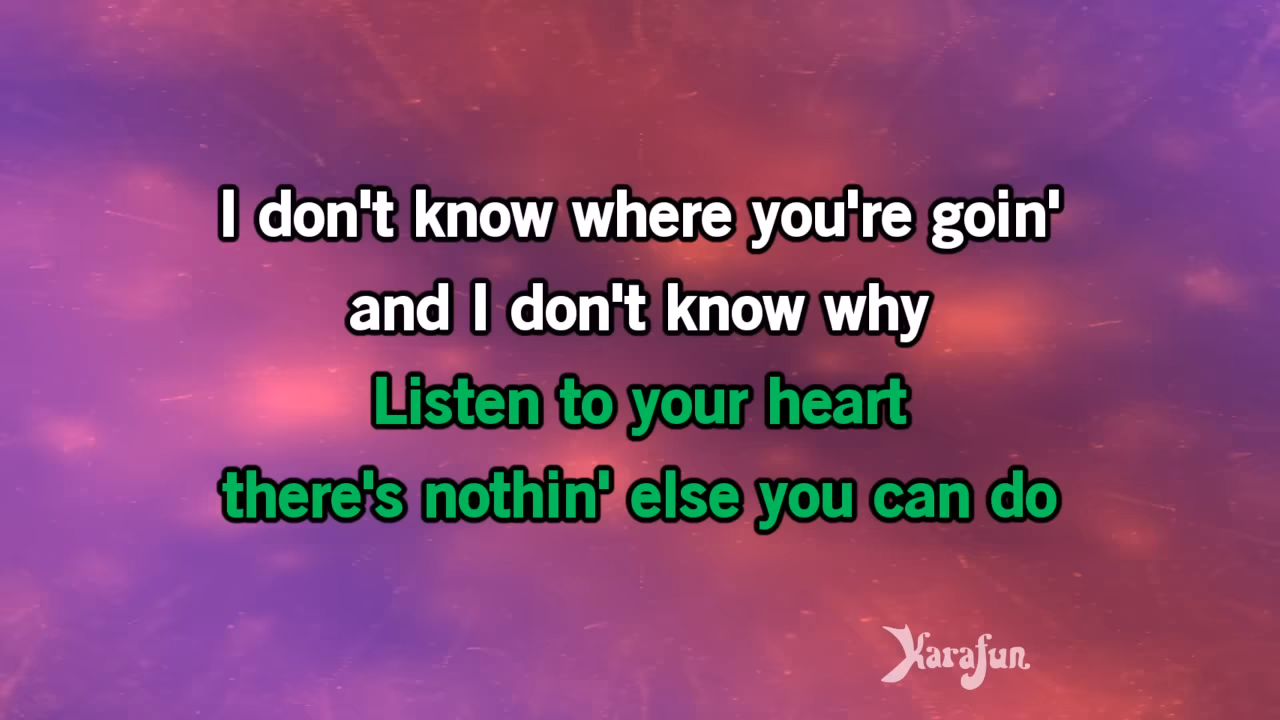 I don't know where you're goin'
and I don't know why
Listen to your heart
there's nothin' else you can do
Karafun